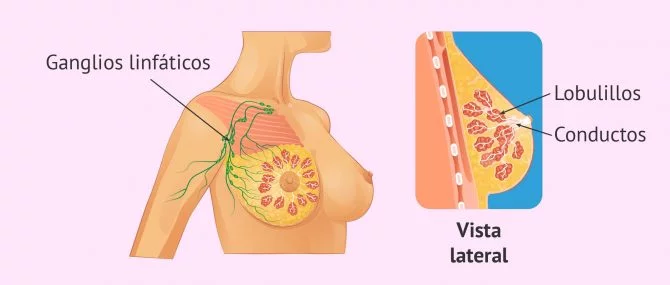 Ganglios linfáticos
Lobulillos
Conductos
Vista
lateral